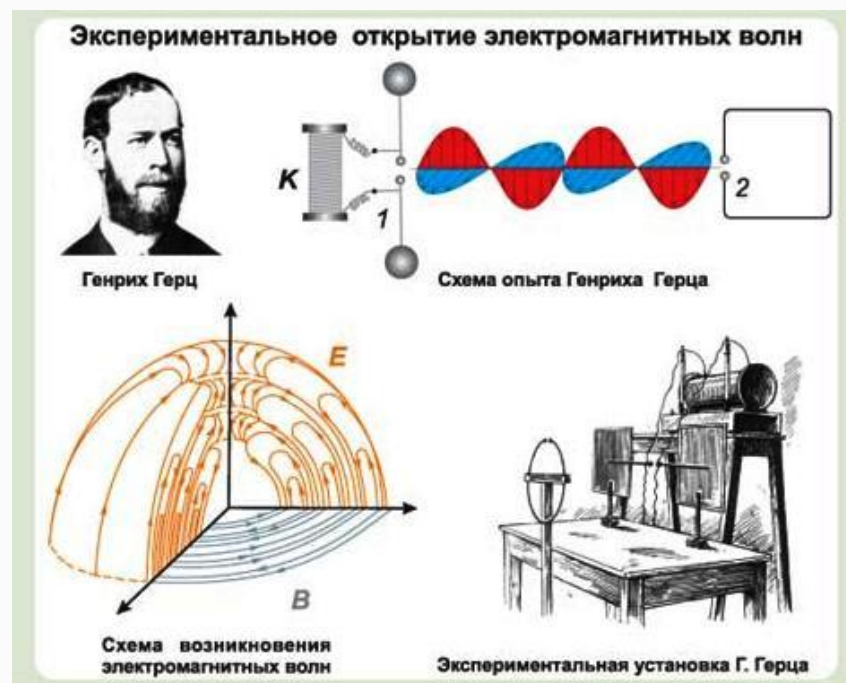 Экспериментальное открытие электромагнитных волн
К
1
2
Генрих Герц
Схема опыта Генриха Герца
E
B
Схема возникновения
электромагнитных волн
Экспериментальная установка Г. Герца